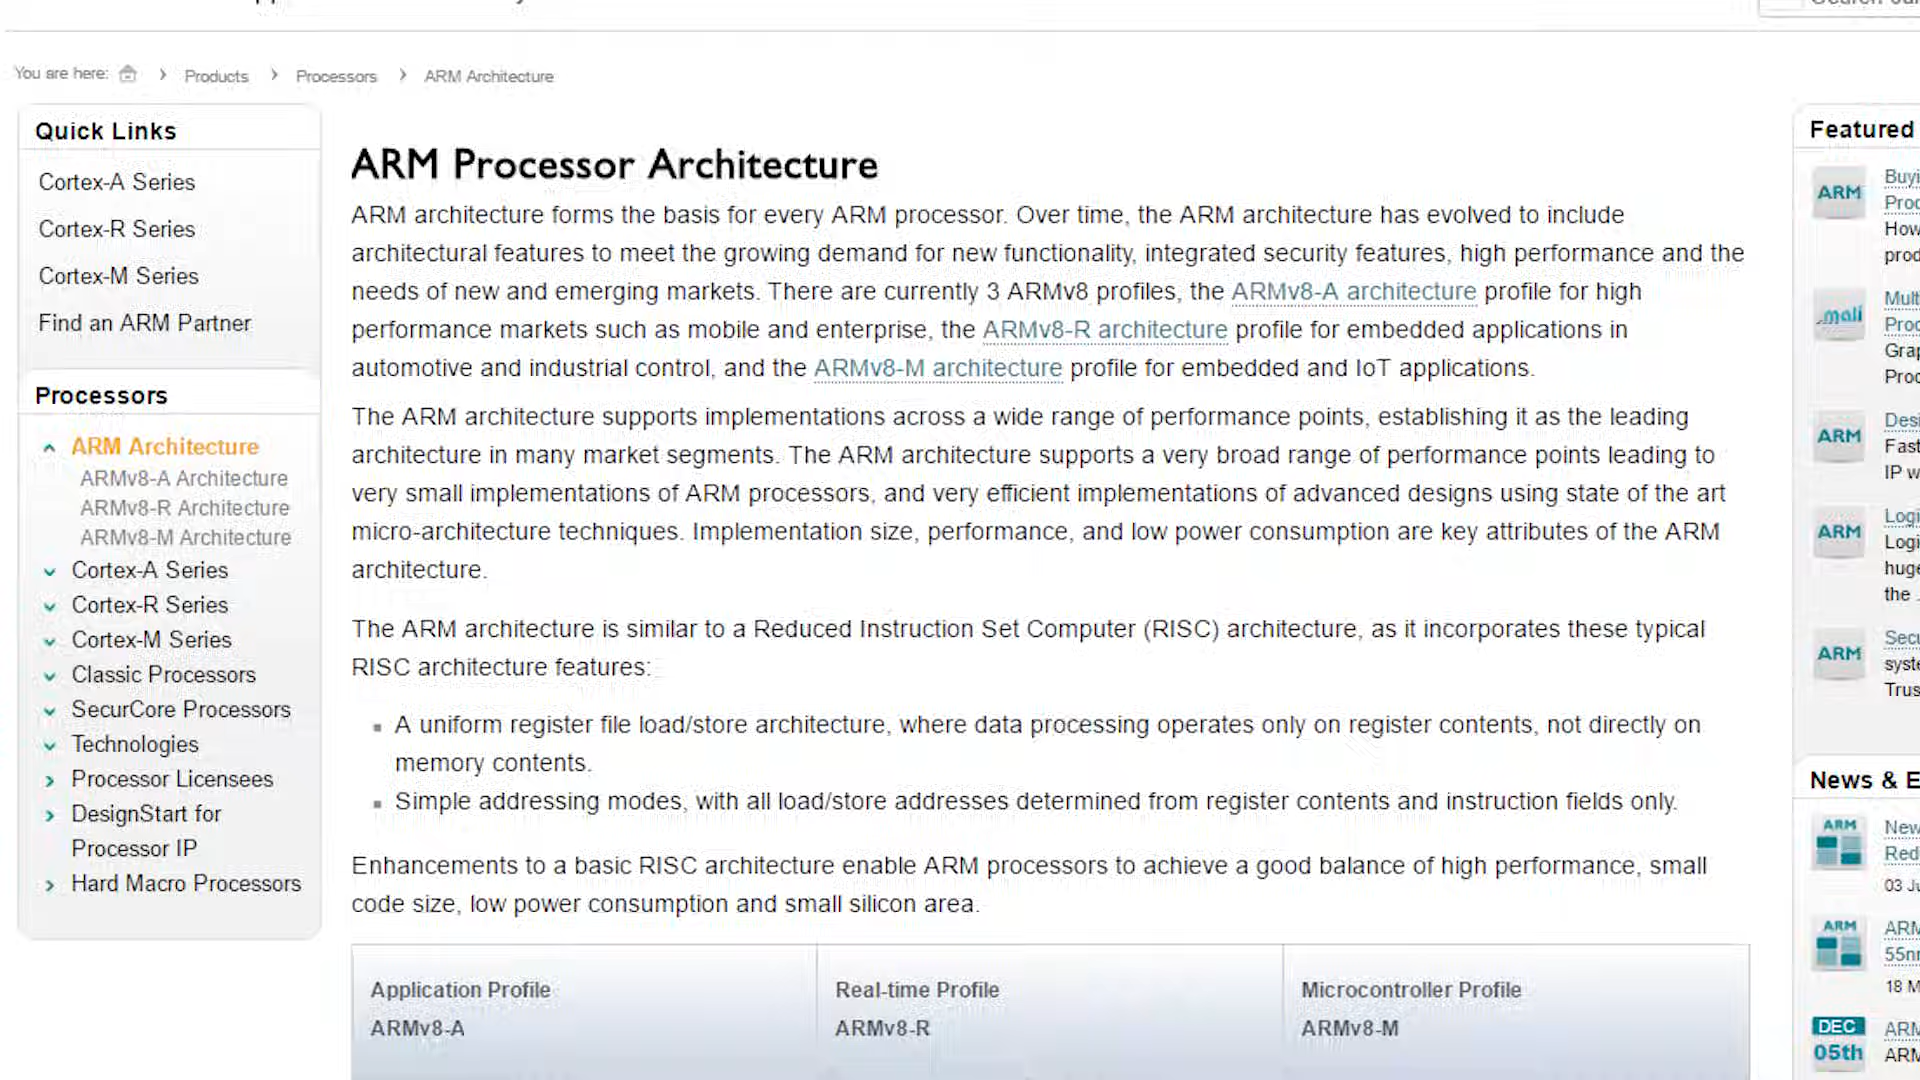 You are here: > Products > Processors > ARM Architecture
Quick Links
Cortex-A Series
Cortex-R Series
Cortex-M Series
Find an ARM Partner
Processors
ARM Architecture
ARMv8-A Architecture
ARMv8-R Architecture
ARMv8-M Architecture
Cortex-A Series
Cortex-R Series
Cortex-M Series
Classic Processors
SecurCore Processors
Technologies
Processor Licensees
DesignStart for
Processor IP
Hard Macro Processors
ARM Processor Architecture
ARM architecture forms the basis for every ARM processor. Over time, the ARM architecture has evolved to include
architectural features to meet the growing demand for new functionality, integrated security features, high performance and the
needs of new and emerging markets. There are currently 3 ARMv8 profiles, the ARMv8-A architecture profile for high
performance markets such as mobile and enterprise, the ARMv8-R architecture profile for embedded applications in
automotive and industrial control, and the ARMv8-M architecture profile for embedded and IoT applications.
The ARM architecture supports implementations across a wide range of performance points, establishing it as the leading
architecture in many market segments. The ARM architecture supports a very broad range of performance points leading to
very small implementations of ARM processors, and very efficient implementations of advanced designs using state of the art
micro-architecture techniques. Implementation size, performance, and low power consumption are key attributes of the ARM
architecture.
The ARM architecture is similar to a Reduced Instruction Set Computer (RISC) architecture, as it incorporates these typical
RISC architecture features:
A uniform register file load/store architecture, where data processing operates only on register contents, not directly on
memory contents.
Simple addressing modes, with all load/store addresses determined from register contents and instruction fields only.
Enhancements to a basic RISC architecture enable ARM processors to achieve a good balance of high performance, small
code size, low power consumption and small silicon area.
Application Profile
ARMv8-A
Real-time Profile
ARMv8-R
Microcontroller Profile
ARMv8-M
Featured
ARM
How
mali
ARM
Fast
IP
ARM
the
ARM
News & E
ARM
New
ARM
ARM
55n
DEC
05th
ARM
ARM